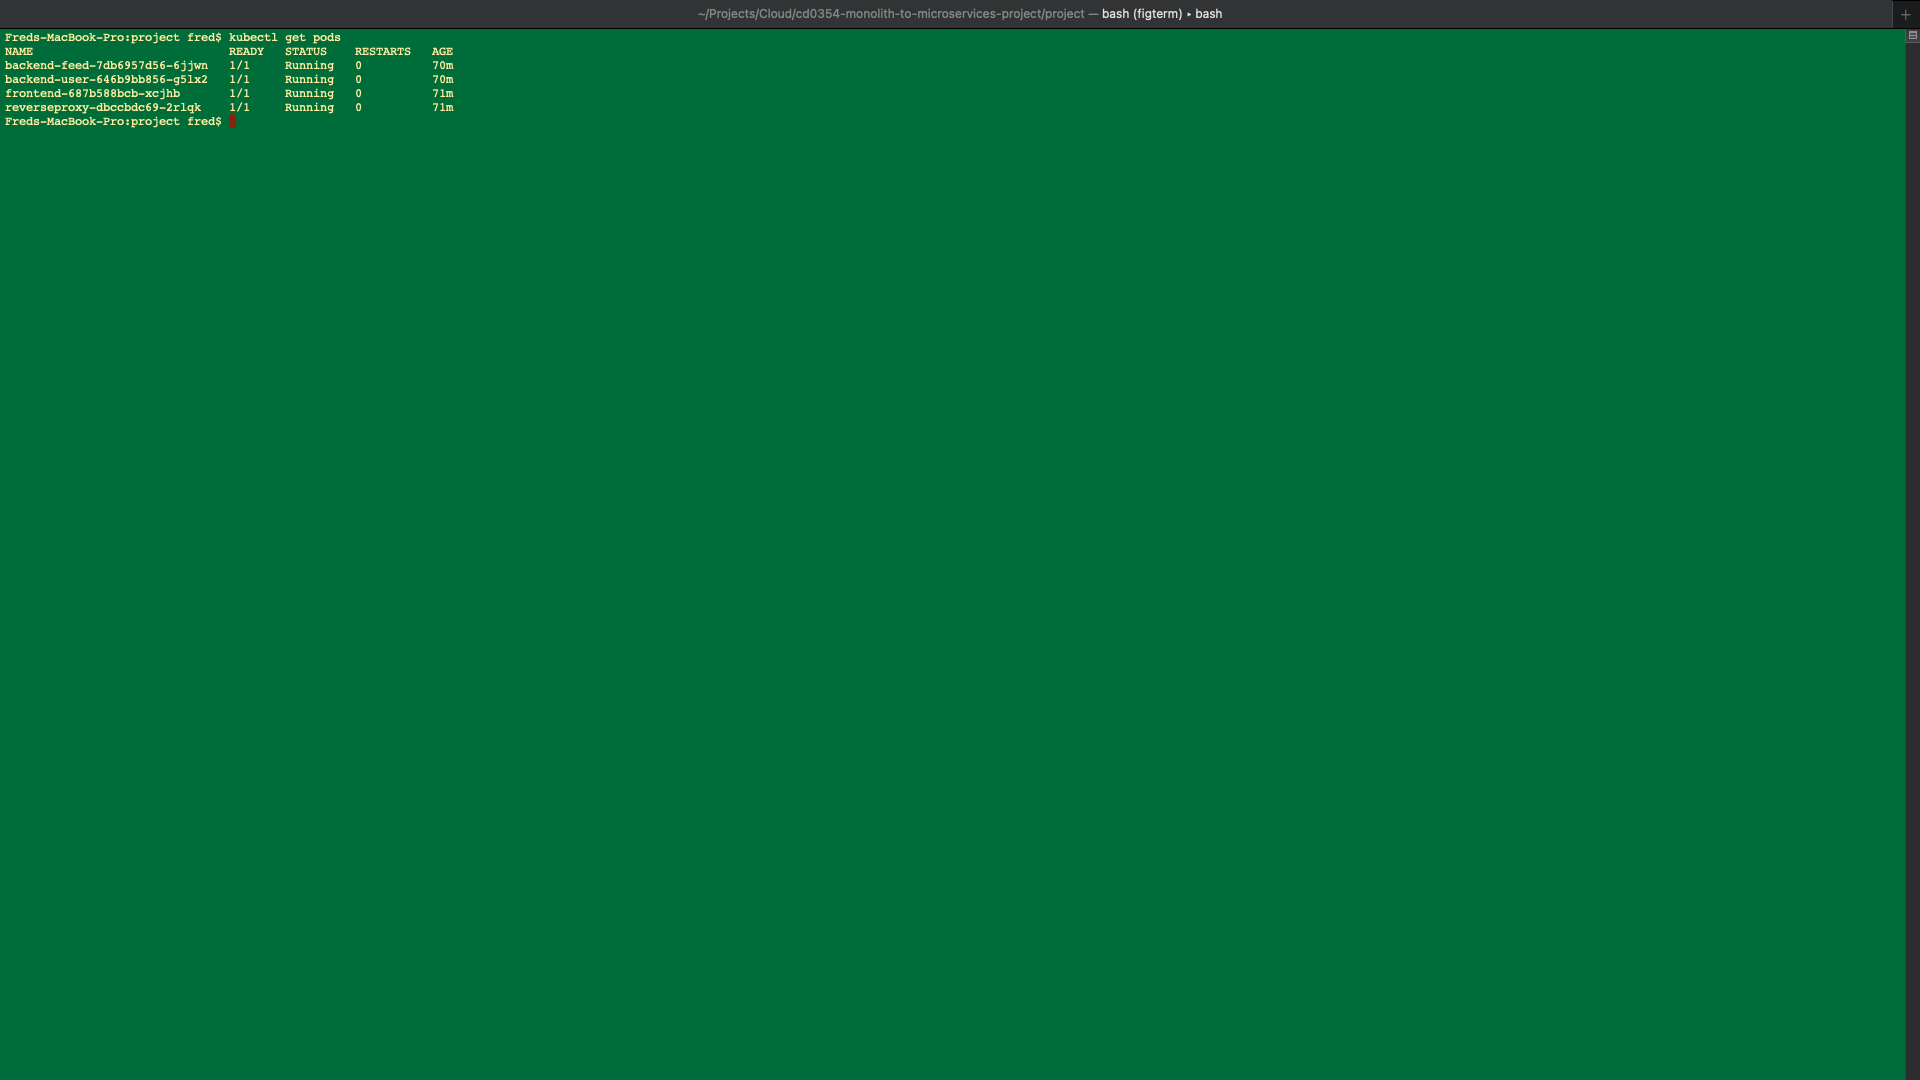 ~/Projects/Cloud/cd0354-monolith-to-microservices-project/project — bash (figterm) ▸ bash
Freds-MacBook-Pro:project fred$ kubectl get pods
NAME READY STATUS RESTARTS AGE
backend-feed-7db6957d56-6jjwn 1/1 Running 0 70m
backend-user-646b9bb856-g5lx2 1/1 Running 0 70m
frontend-687b588bcb-xcjhb 1/1 Running 0 71m
reverseproxy-dbccbdc69-2rlqk 1/1 Running 0 71m
Freds-MacBook-Pro:project fred$